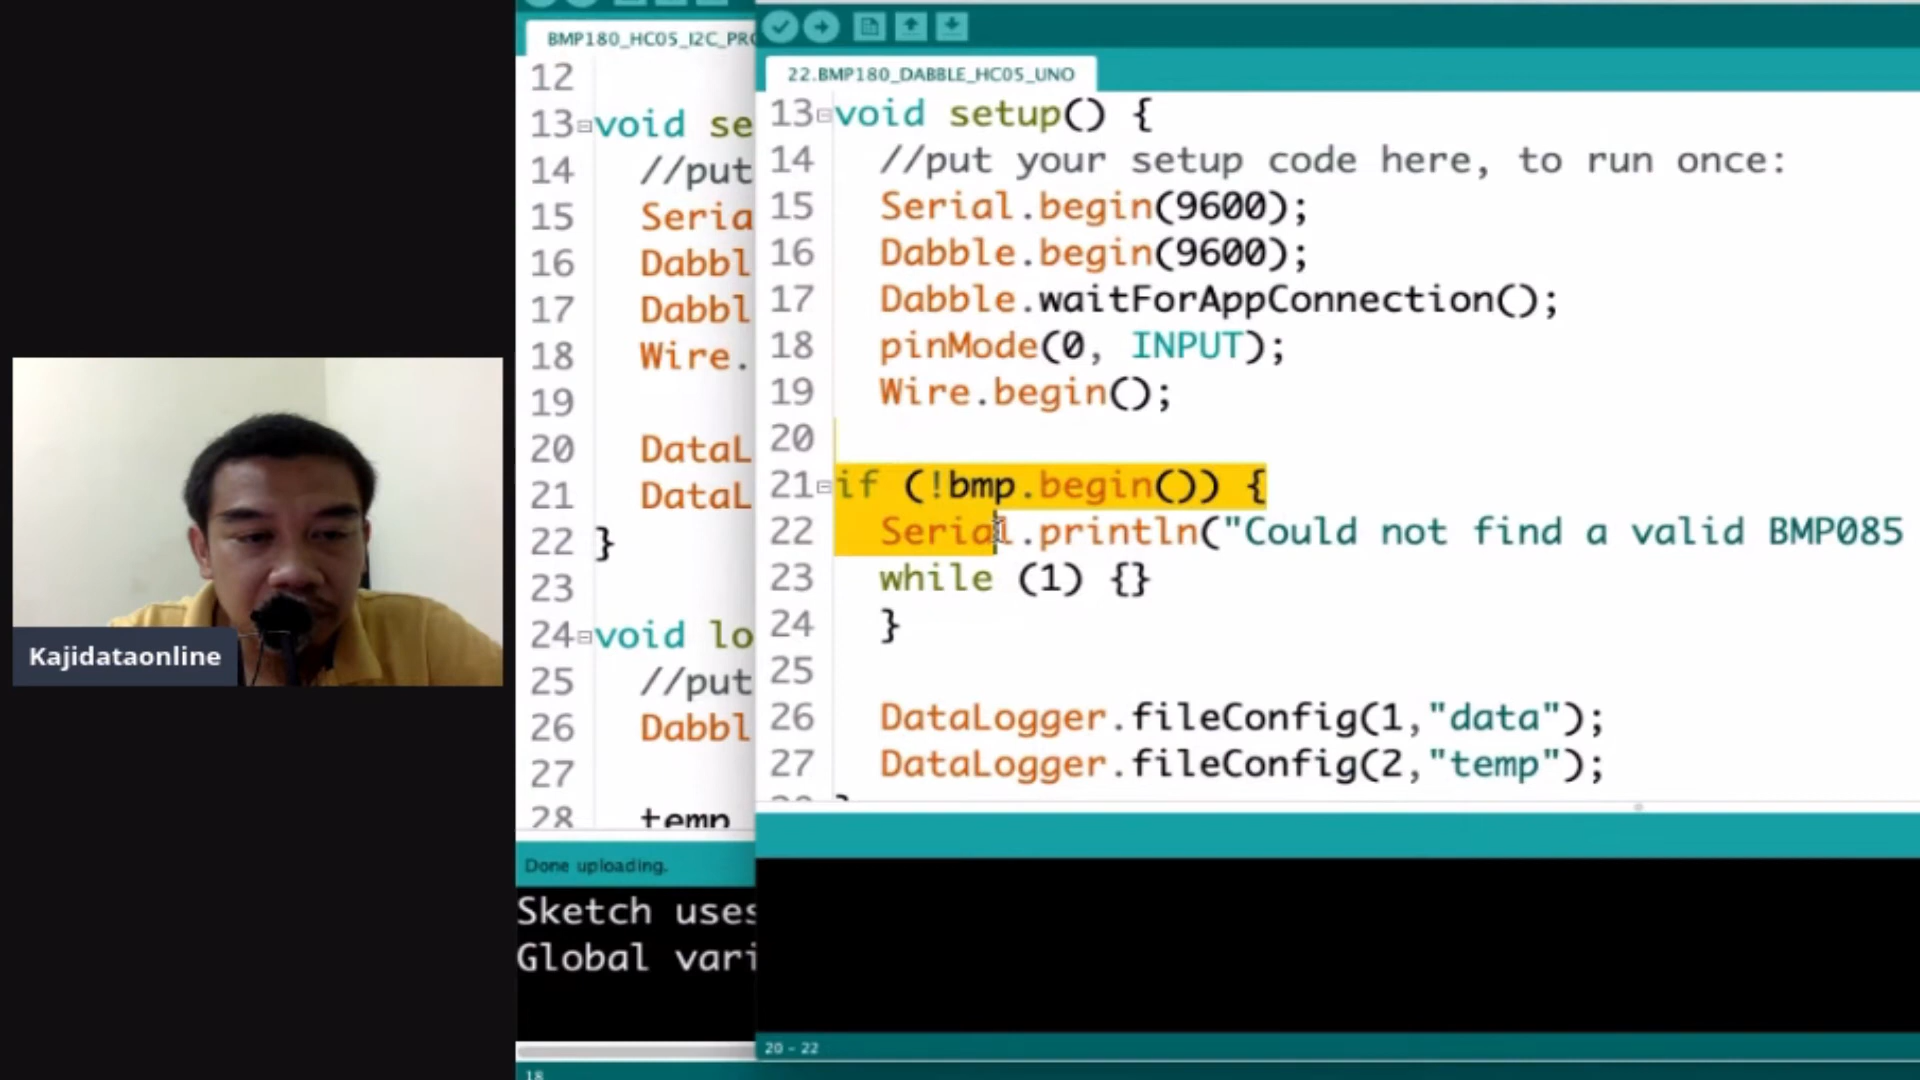 BMP180_HC05_I2C_PRO
12
13 void se
14 //put
15 Seria
16 Dabbl
17 Dabbl
18 Wire.
19
20 DataL
21 DataL
22 }
23
24 void lo
25 //put
26 Dabbl
27
28 temp
Done uploading.
Sketch uses
Global vari
18
22.BMP180_DABBLE_HC05_UNO
13 void setup() {
14 //put your setup code here, to run once:
15 Serial.begin(9600);
16 Dabble.begin(9600);
17 Dabble.waitForAppConnection();
18 pinMode(0, INPUT);
19 Wire.begin();
20
21 if (!bmp.begin()) {
22 Serial.println("Could not find a valid BMP085
23 while (1) {}
24 }
25
26 DataLogger.fileConfig(1,"data");
27 DataLogger.fileConfig(2,"temp");
20 - 22
Kajidataonline